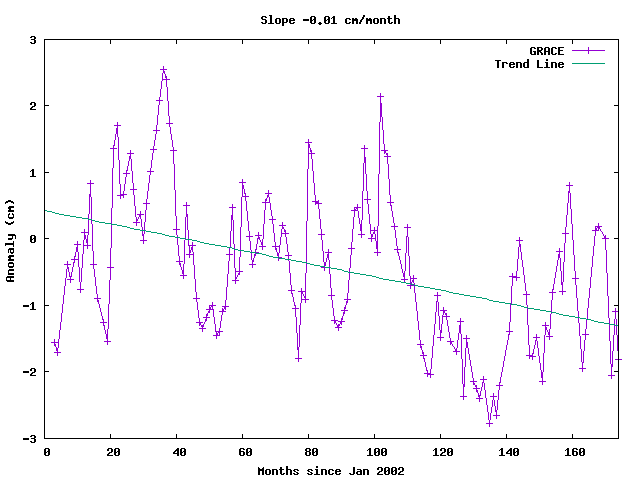 Slope -0.01 cm/month
3
GRACE
Trend Line
2
1
0
-1
-2
-3
Anomaly (cm)
0 20 40 60 80 100 120 140 160
Months since Jan 2002